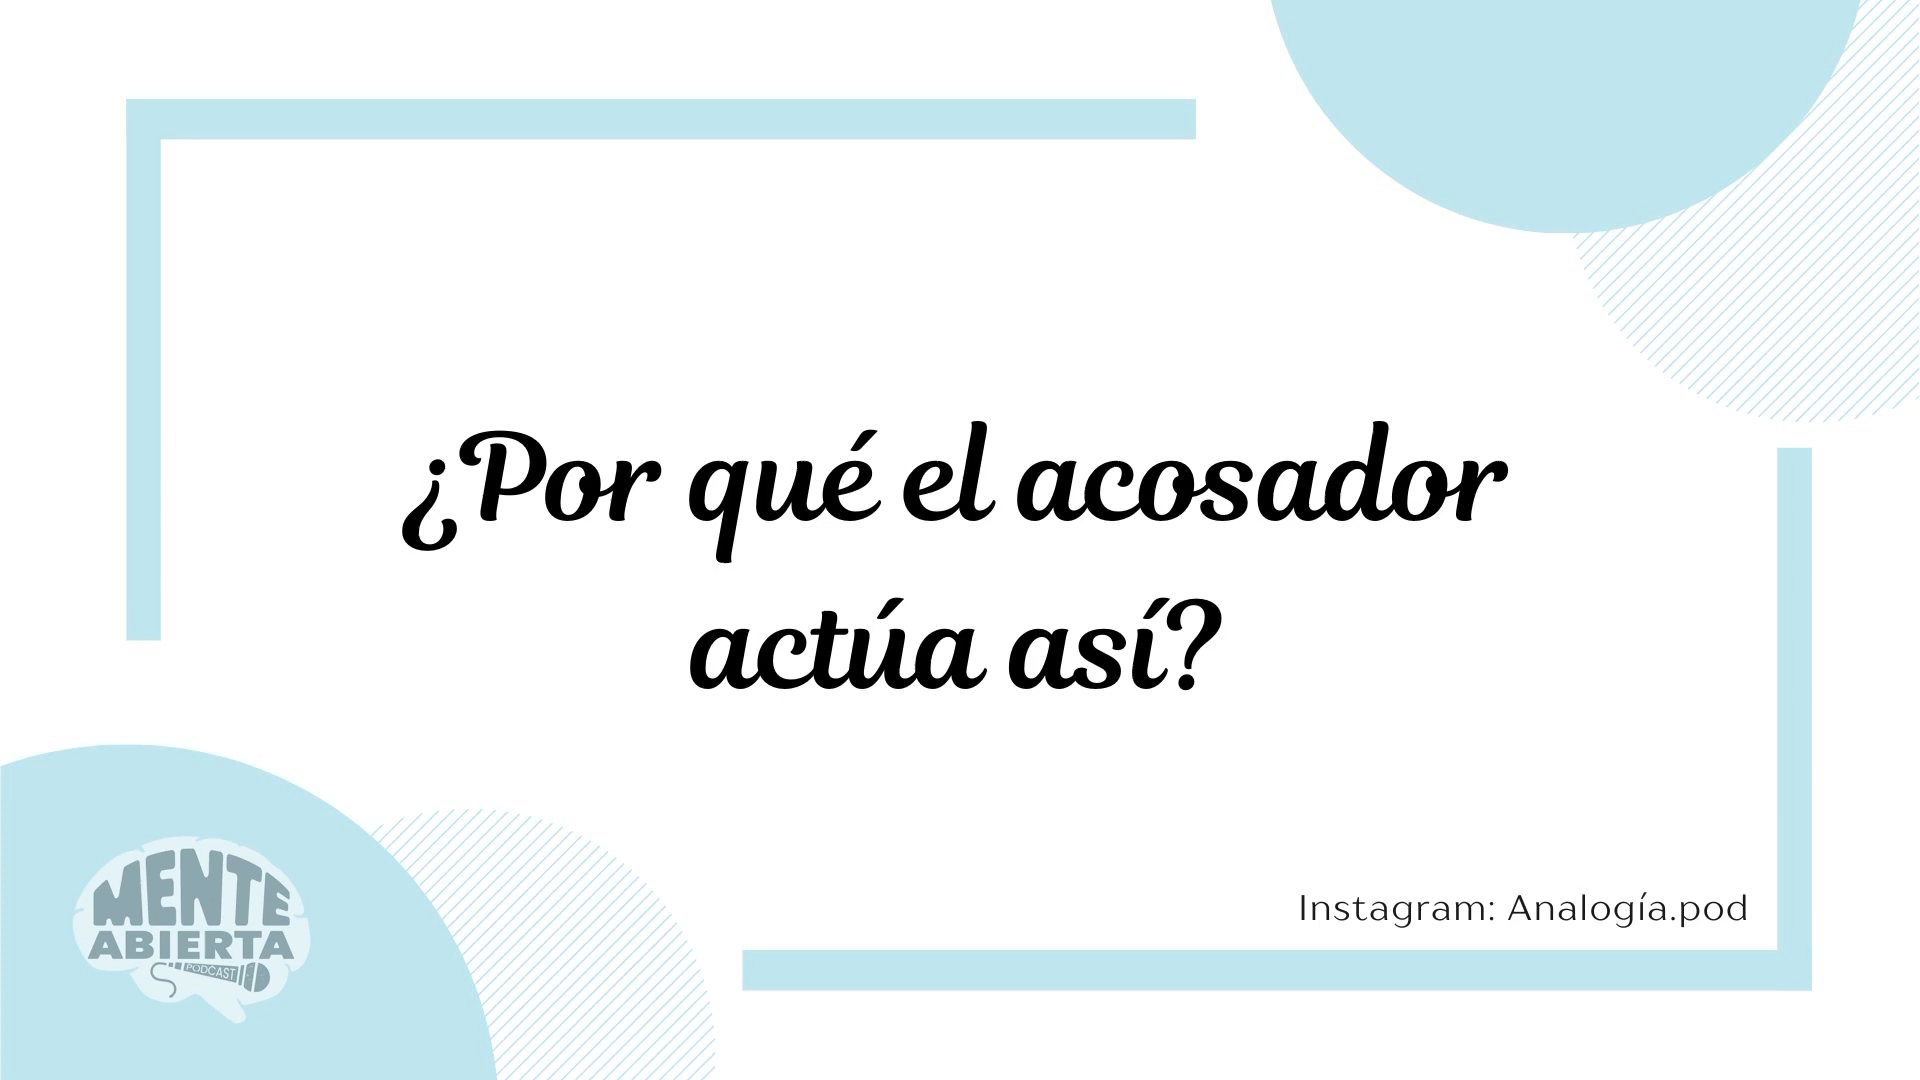 ¿Por qué el acosador
actúa así?
Instagram: Analogía.pod
MENTE
ABIERTA
PODCAST